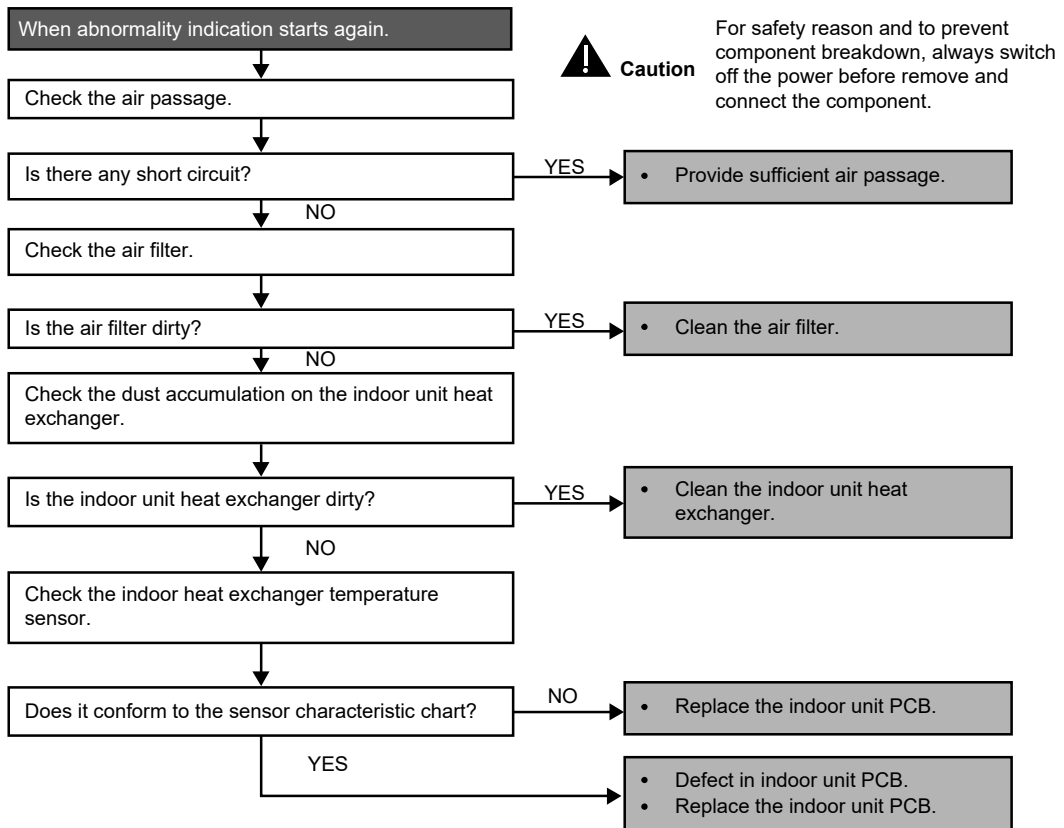 When abnormality indication starts again.
For safety reason and to prevent
component breakdown, always switch
off the power before remove and
connect the component.
Caution
Check the air passage.
Is there any short circuit?
YES
• Provide sufficient air passage.
NO
Check the air filter.
Is the air filter dirty?
YES
• Clean the air filter.
NO
Check the dust accumulation on the indoor unit heat
exchanger.
Is the indoor unit heat exchanger dirty?
YES
• Clean the indoor unit heat
exchanger.
NO
Check the indoor heat exchanger temperature
sensor.
Does it conform to the sensor characteristic chart?
NO
• Replace the indoor unit PCB.
YES
• Defect in indoor unit PCB.
• Replace the indoor unit PCB.